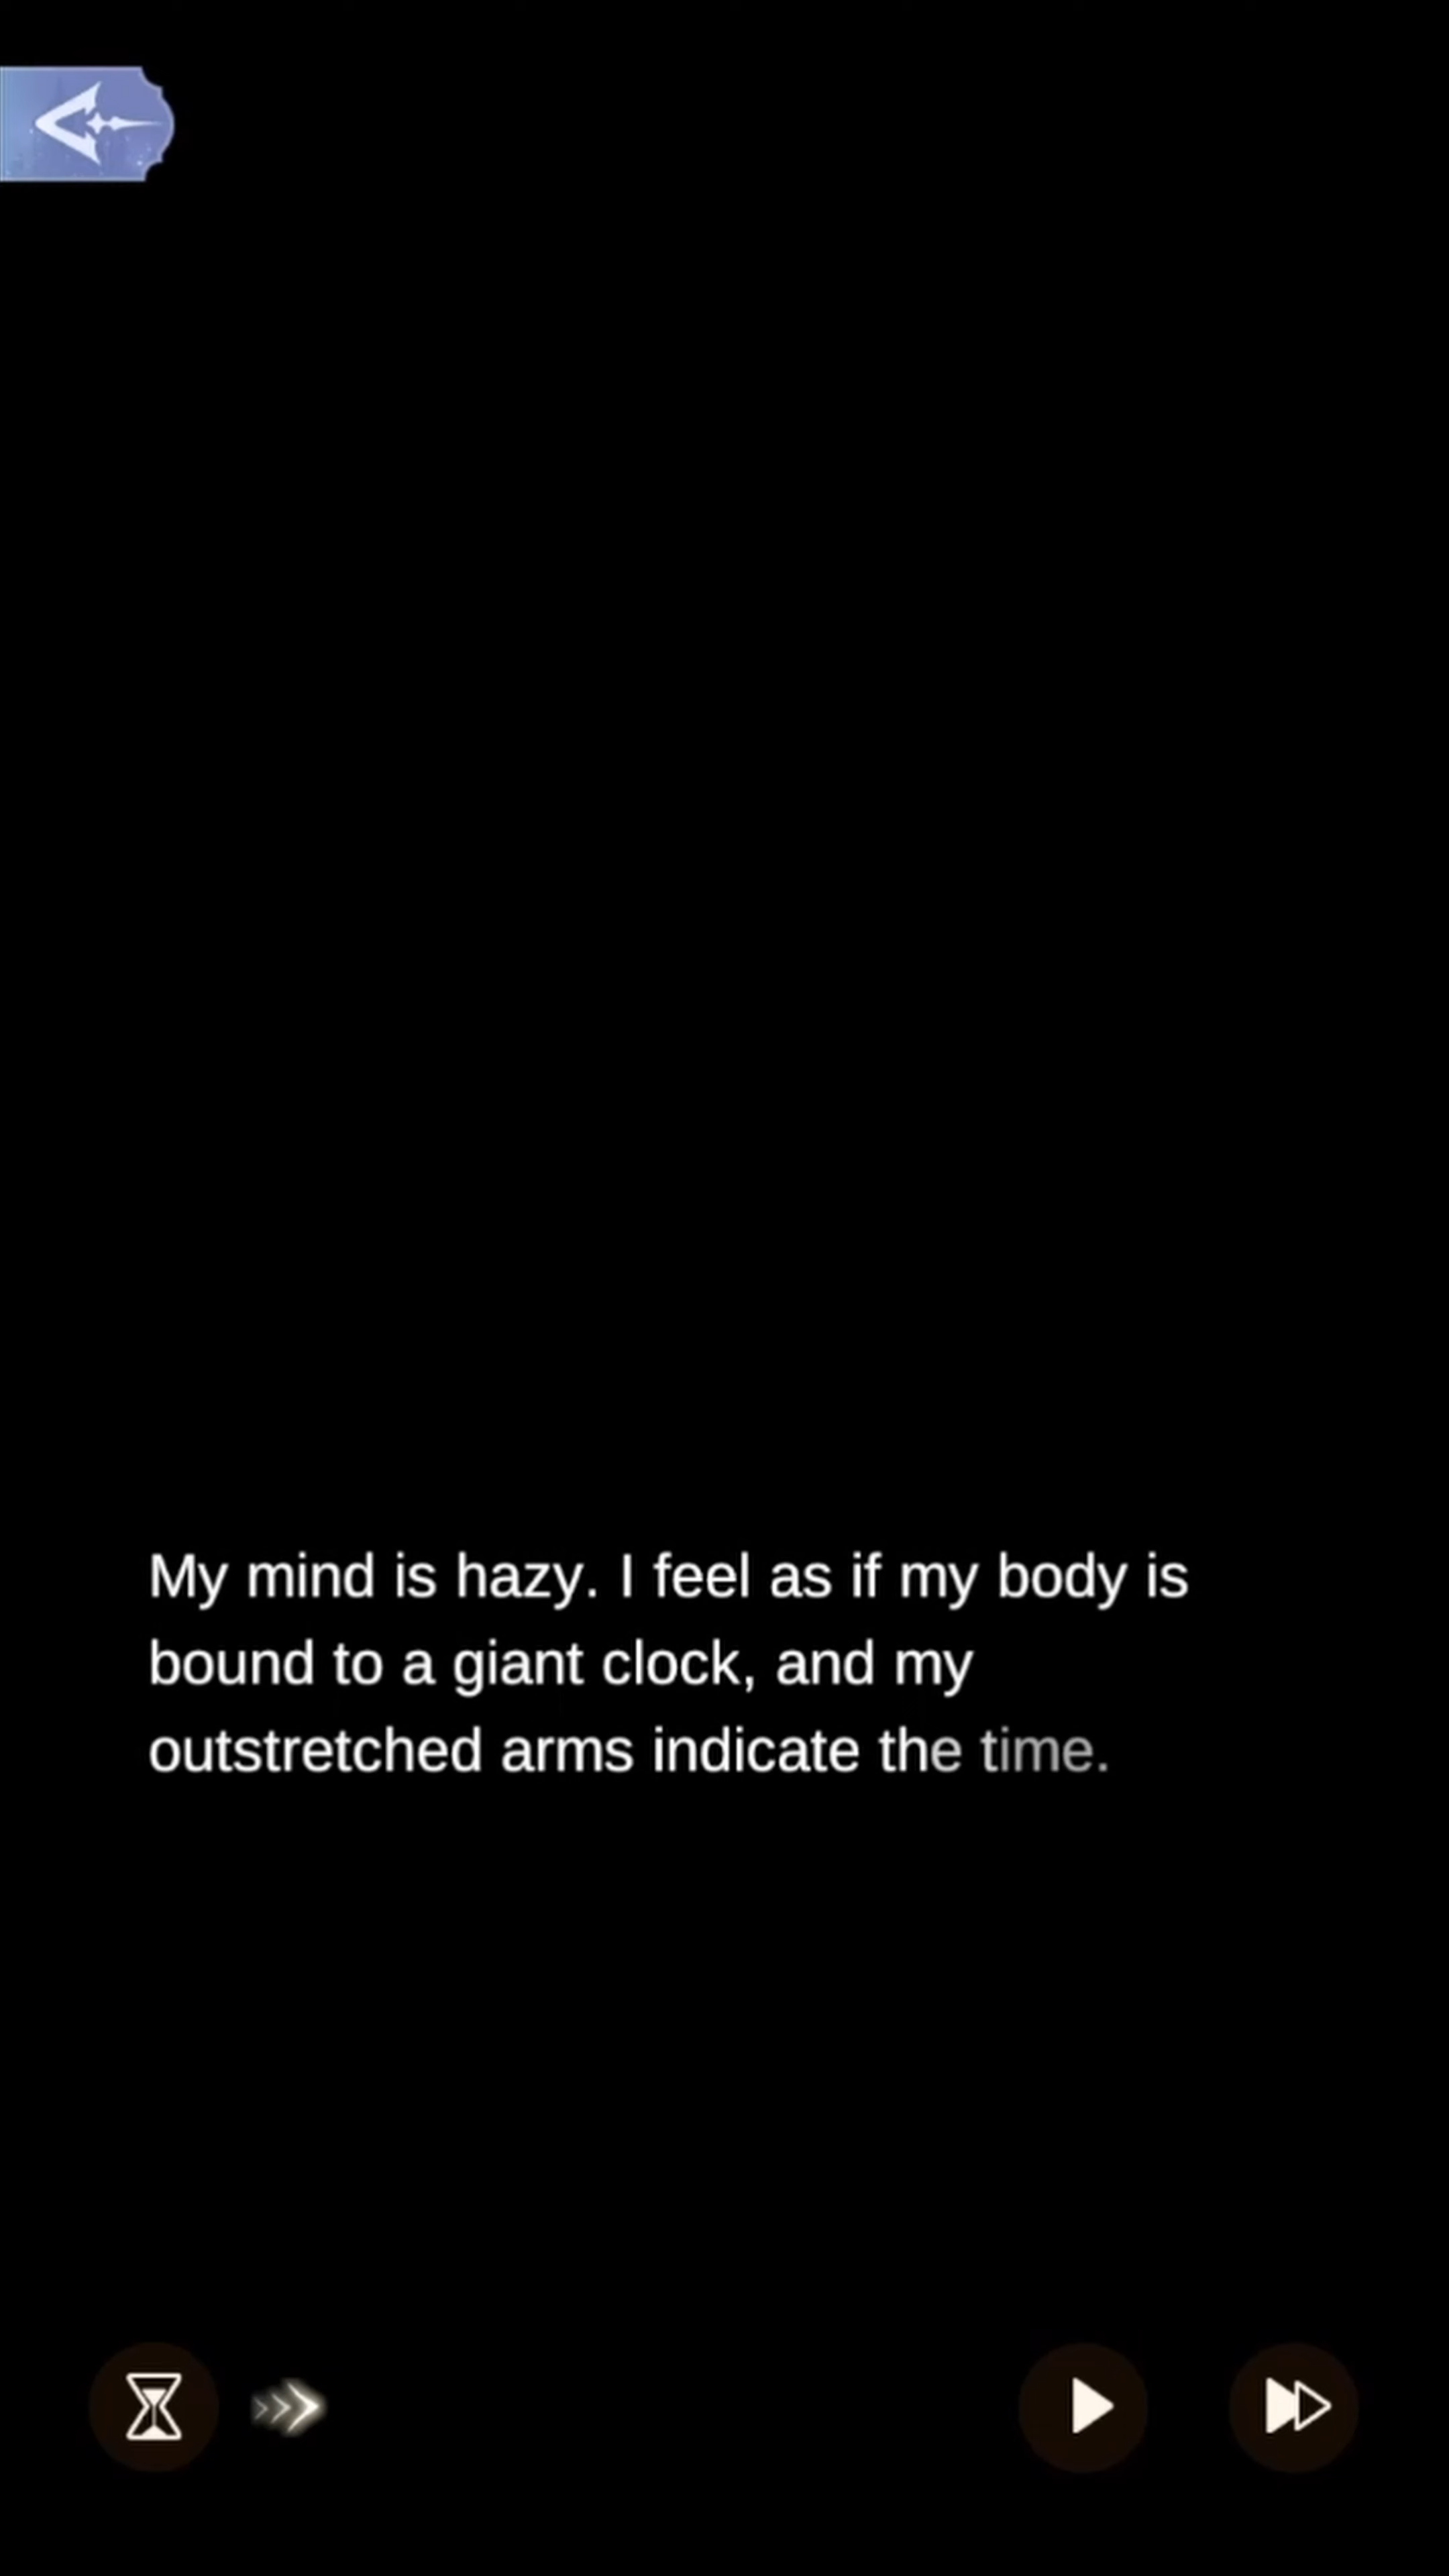 My mind is hazy. I feel as if my body is
bound to a giant clock, and my
outstretched arms indicate the time.